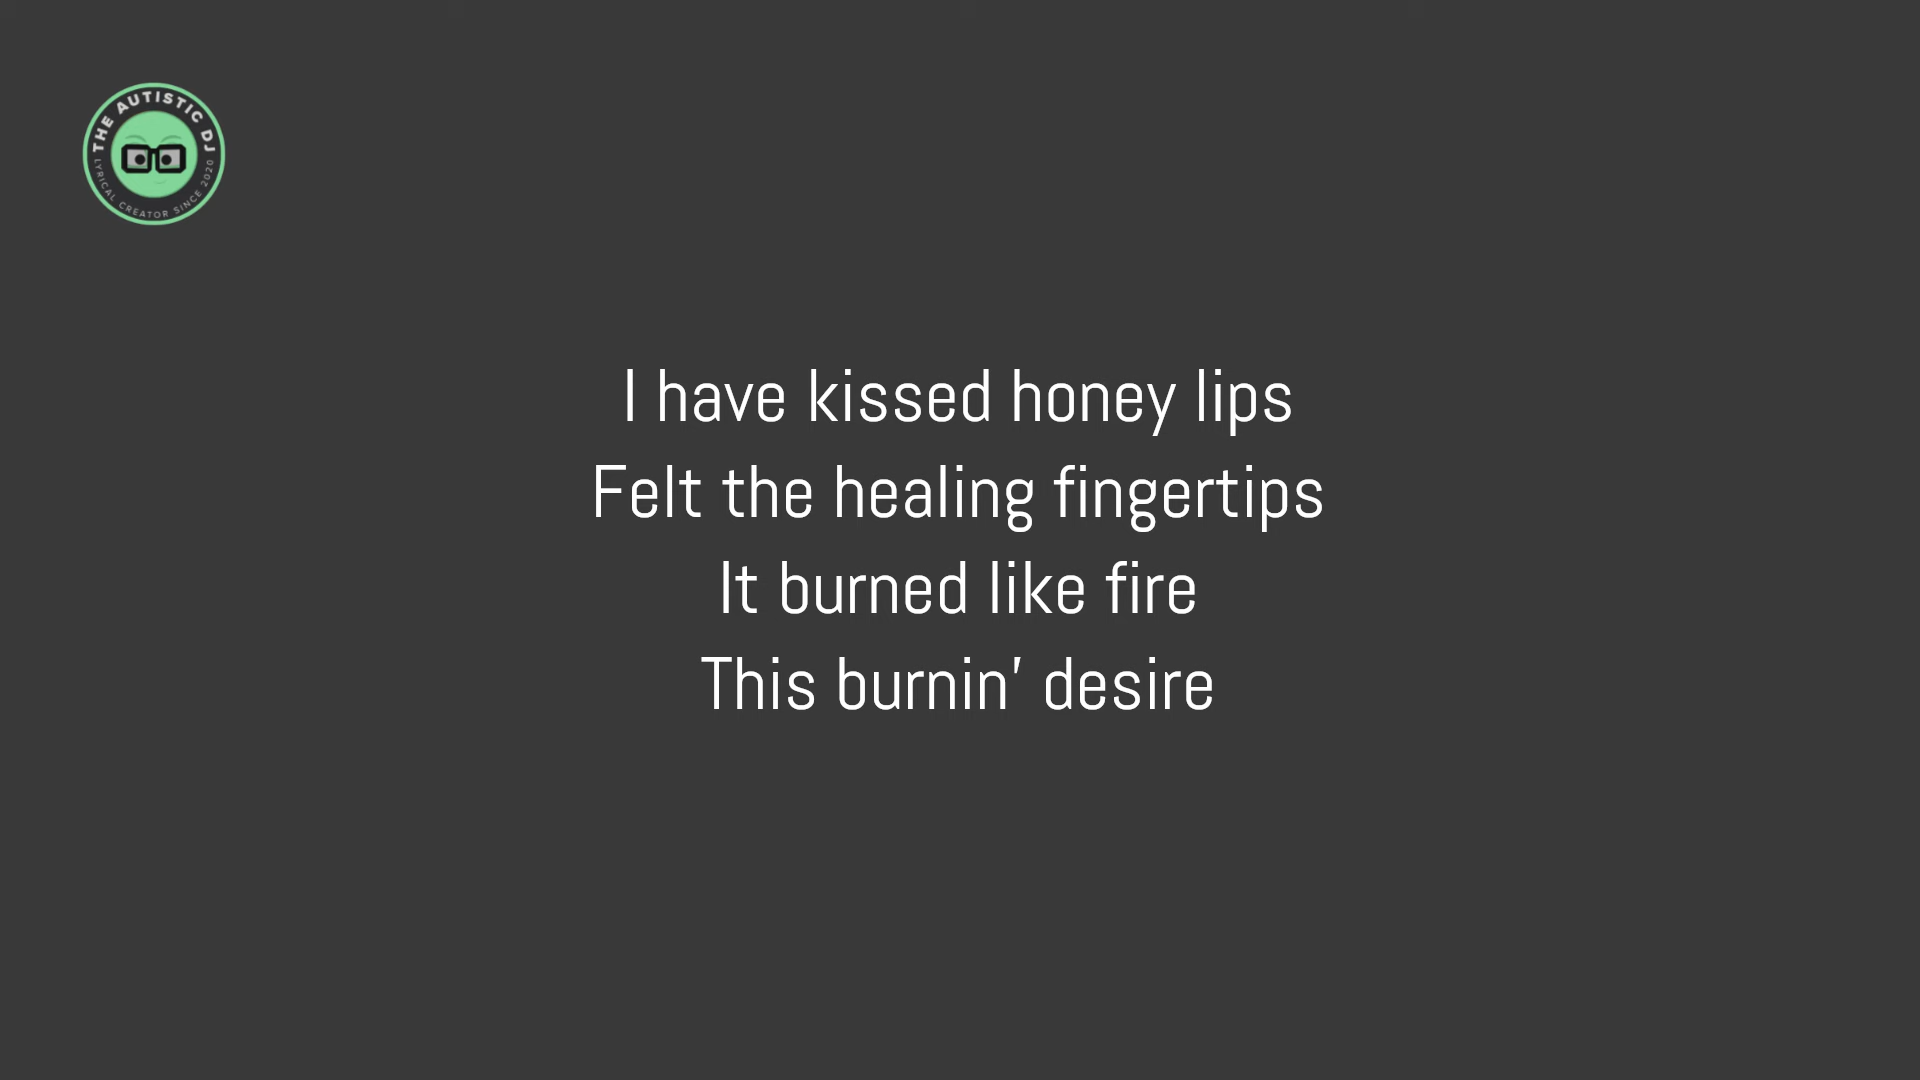 THE AUTISTIC DJ
LYRICAL CREATOR SINCE 2020
I have kissed honey lips
Felt the healing fingertips
It burned like fire
This burnin’ desire